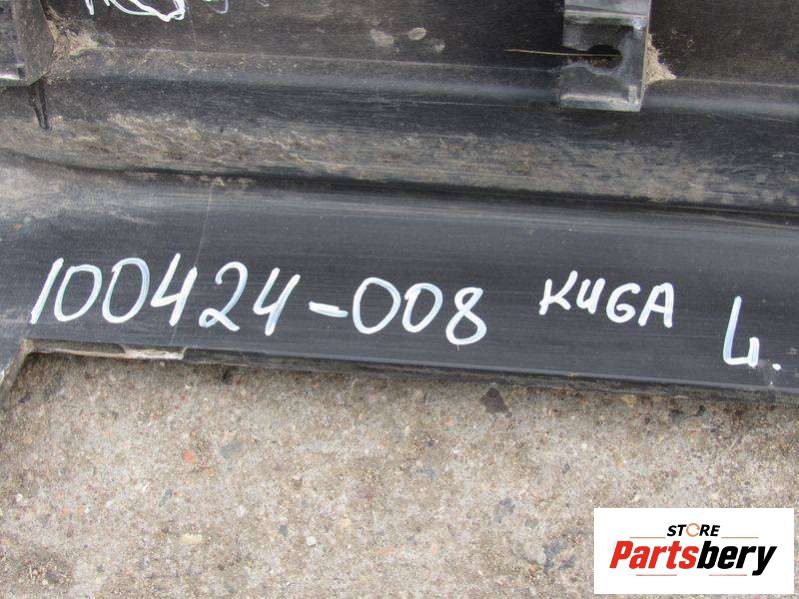 100424-008 KUGA L.
STORE
Partsbery